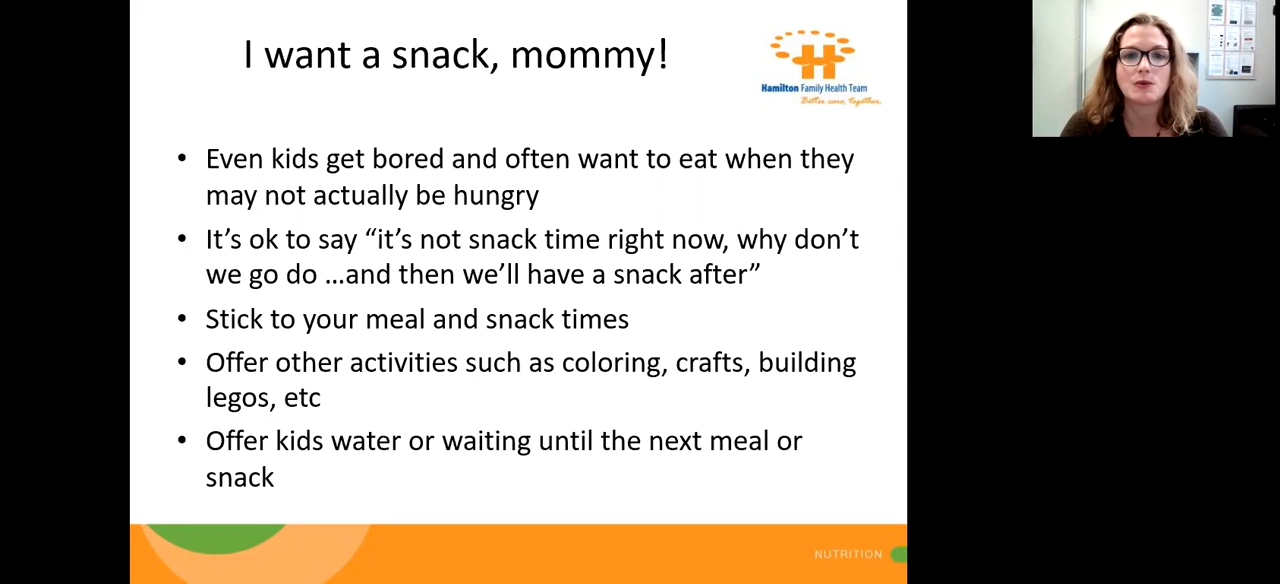 I want a snack, mommy!
Hamilton Family Health Team
Better care, together.
• Even kids get bored and often want to eat when they
may not actually be hungry
• It’s ok to say “it’s not snack time right now, why don’t
we go do …and then we’ll have a snack after”
• Stick to your meal and snack times
• Offer other activities such as coloring, crafts, building
legos, etc
• Offer kids water or waiting until the next meal or
snack
NUTRITION